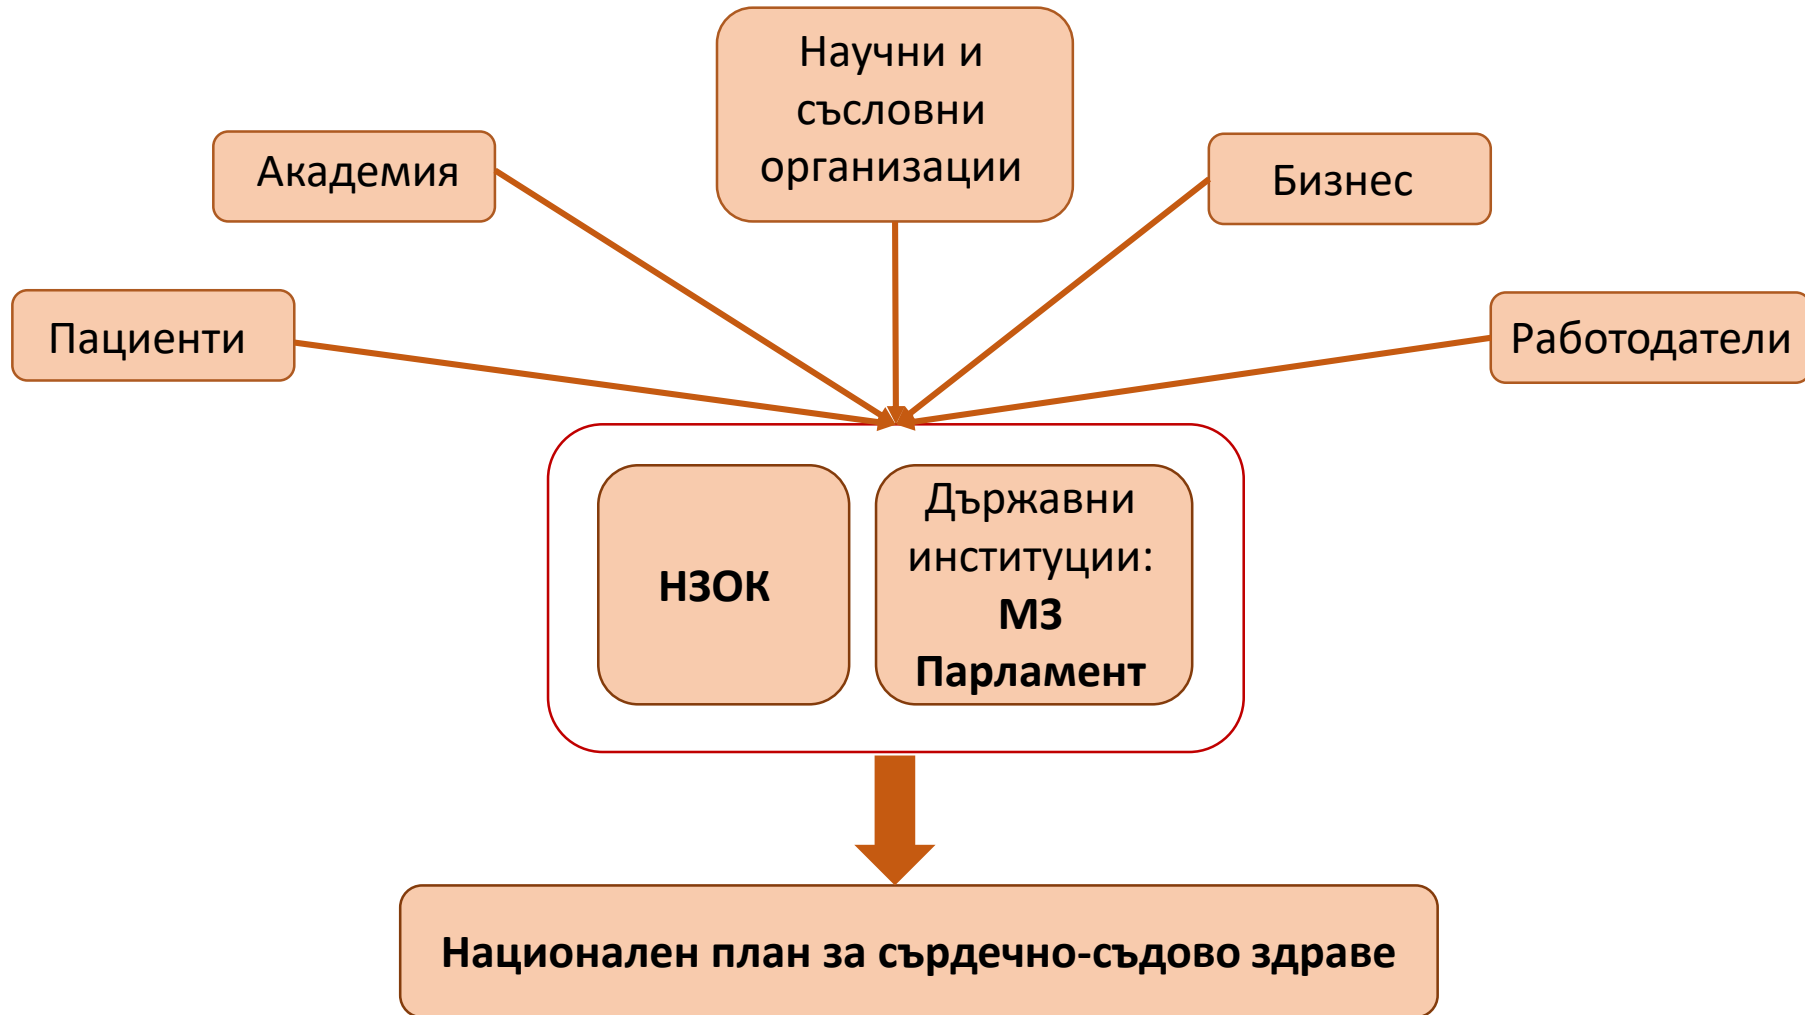 Научни и
съсловни
организации
Академия
Бизнес
Пациенти
Работодатели
НЗОК
Държавни
институции:
МЗ
Парламент
Национален план за сърдечно-съдово здраве